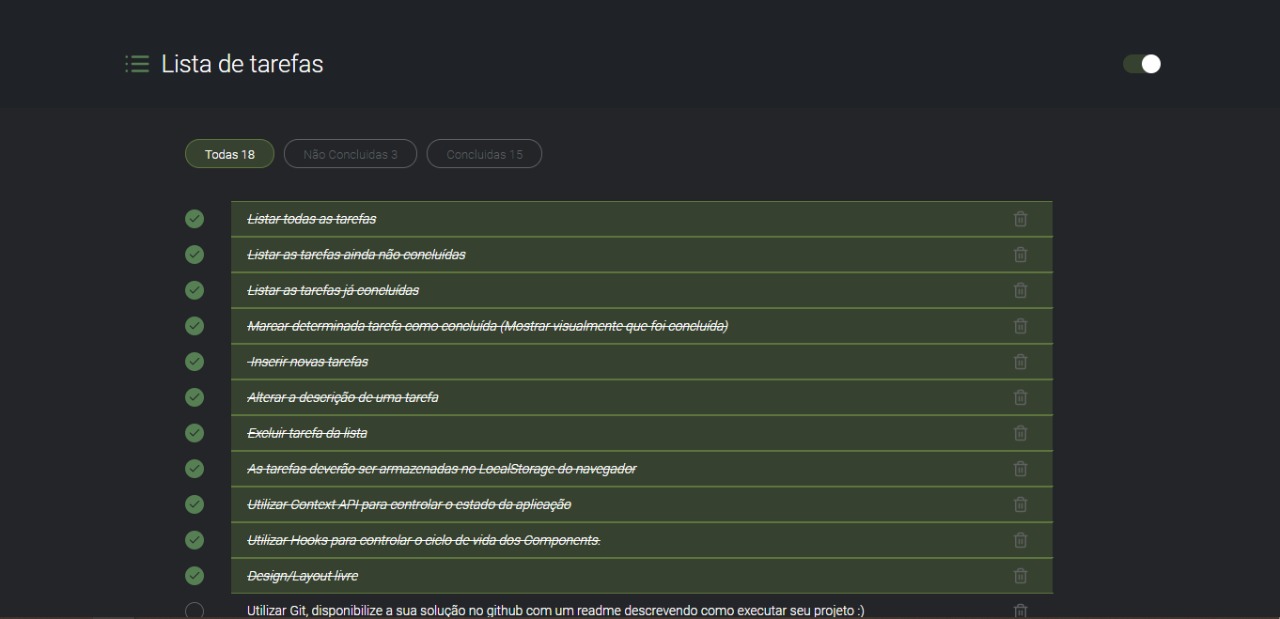 Lista de tarefas
Todas 18
Não Concluidas 3
Concluidas 15
Listar todas as tarefas
Listar as tarefas ainda não concluídas
Listar as tarefas já concluídas
Marcar determinada tarefa como concluída (Mostrar visualmente que foi concluída)
Inserir novas tarefas
Alterar a descrição de uma tarefa
Excluir tarefa da lista
As tarefas deverão ser armazenadas no LocalStorage do navegador
Utilizar Context API para controlar o estado da aplicação
Utilizar Hooks para controlar o ciclo de vida dos Components.
Design/Layout livre
Utilizar Git, disponibilize a sua solução no github com um readme descrevendo como executar seu projeto :)